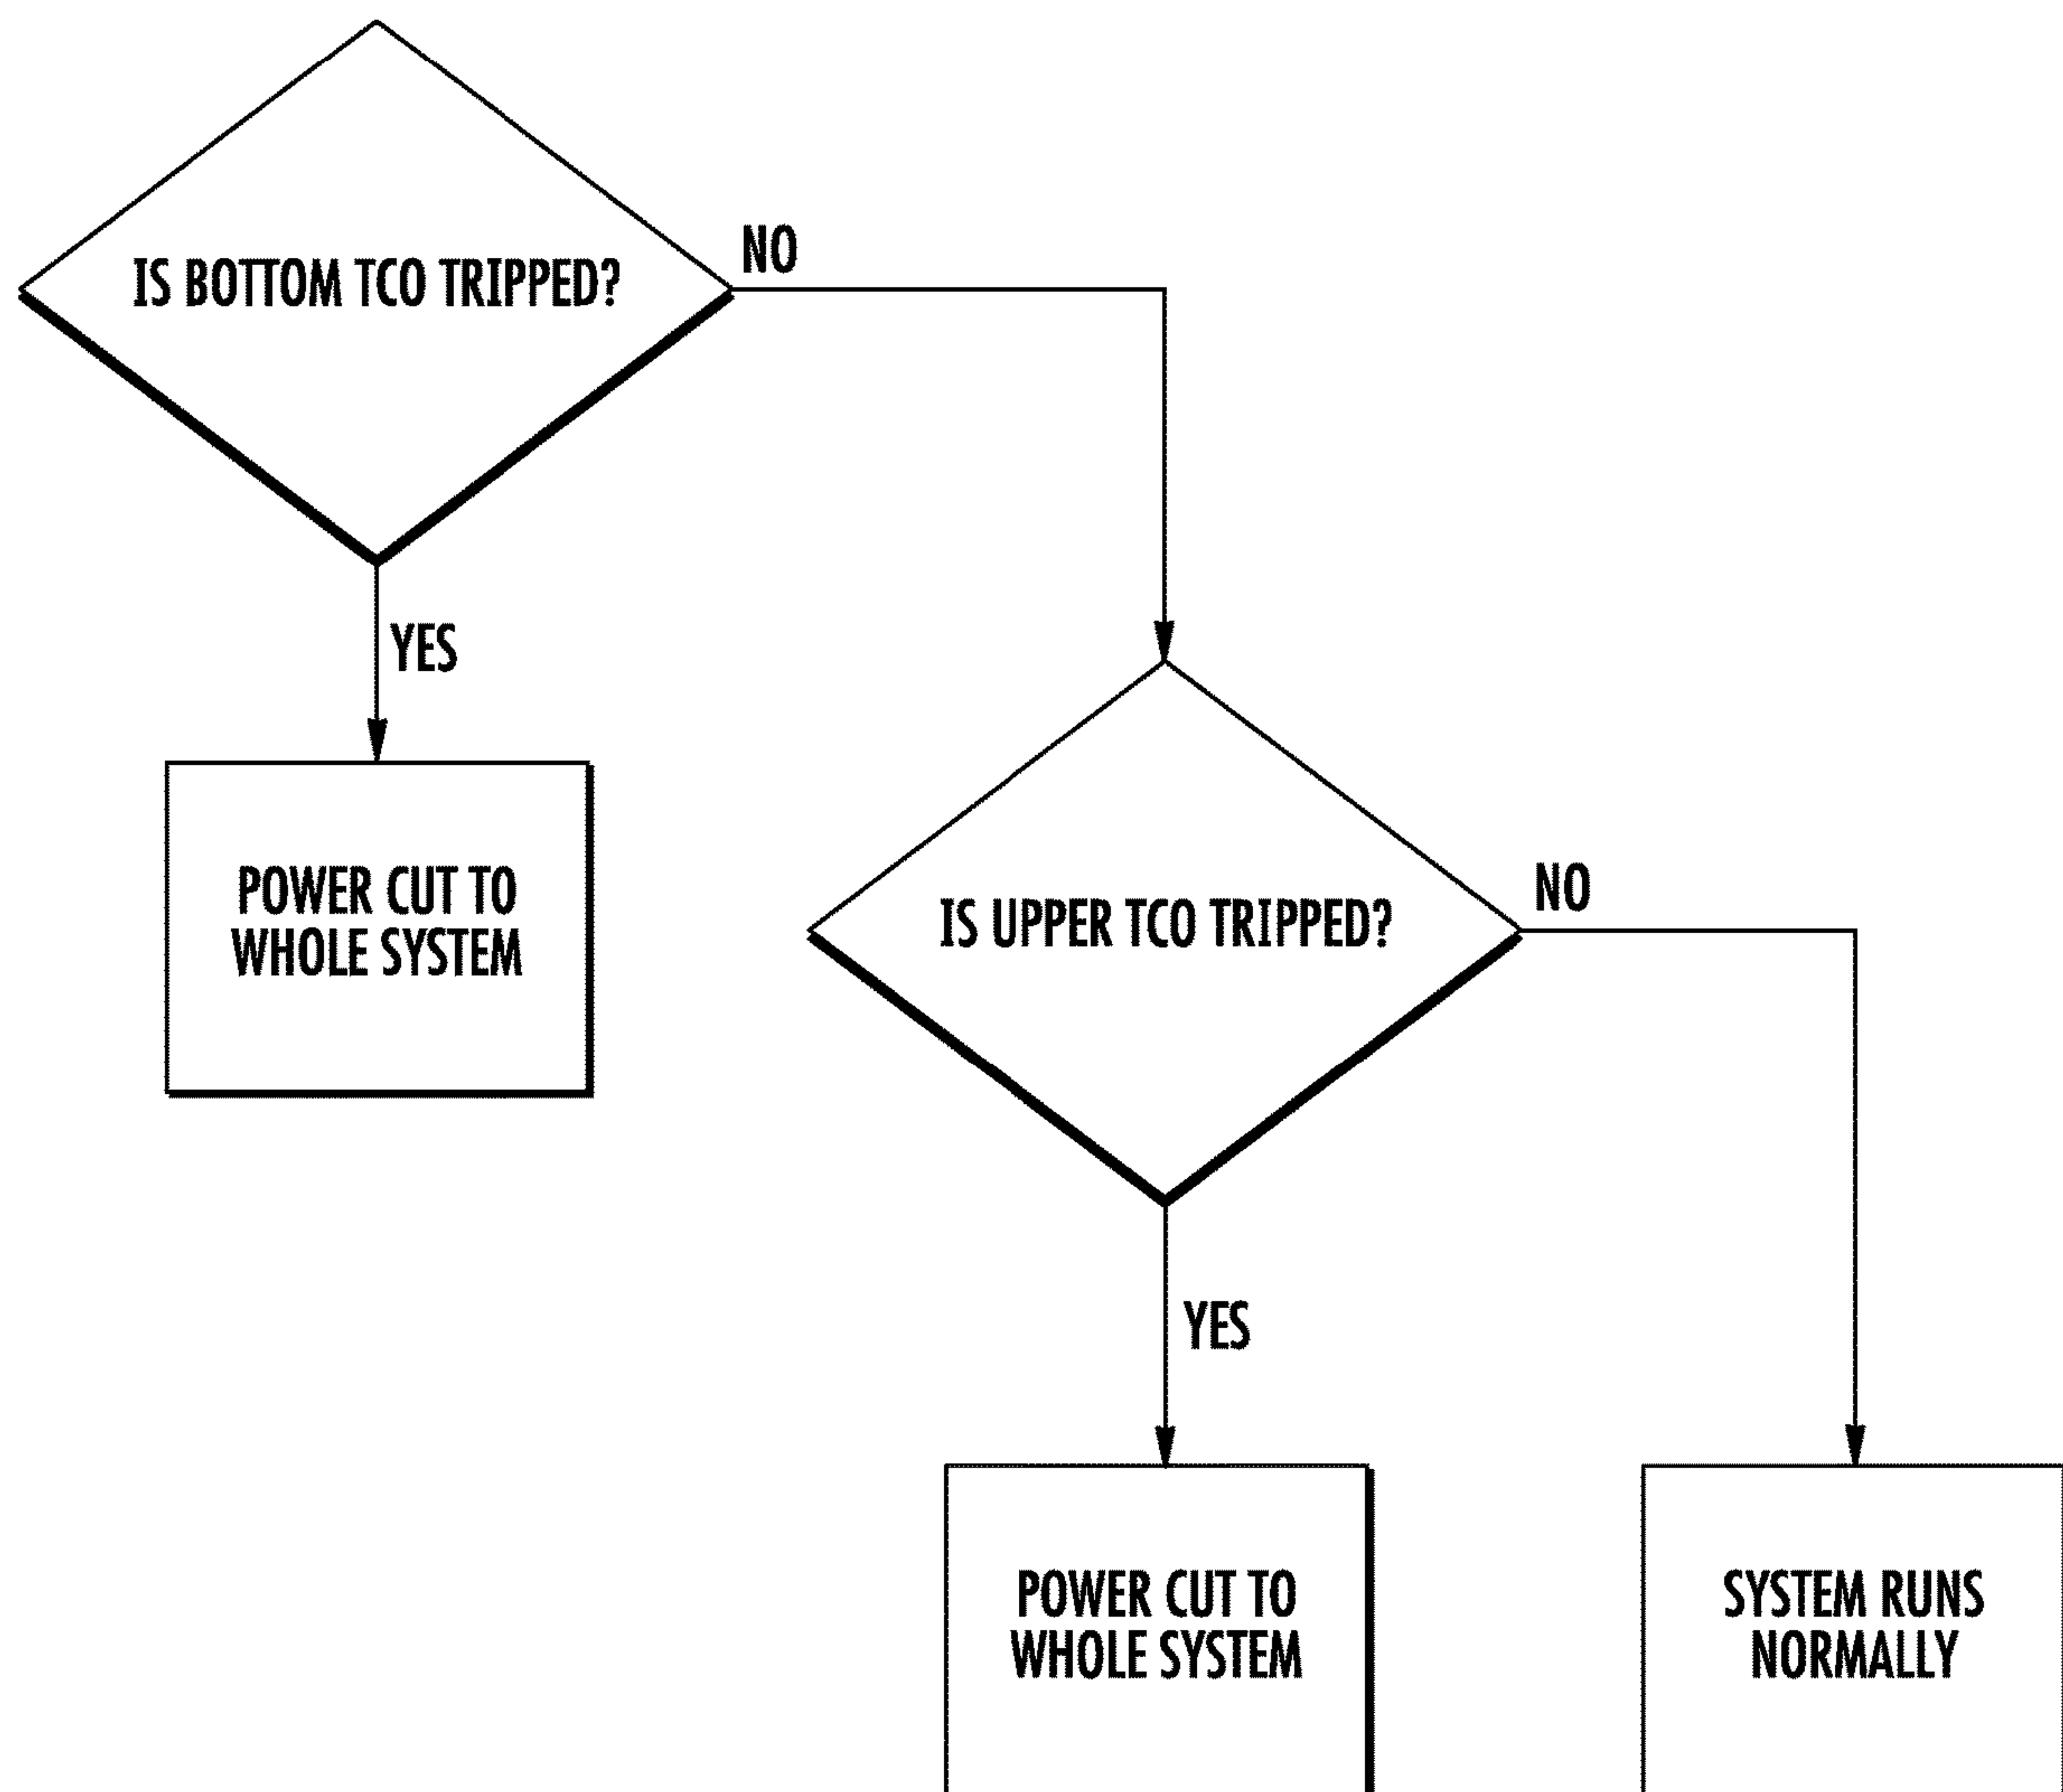 IS BOTTOM TCO TRIPPED?
NO
YES
POWER CUT TO
WHOLE SYSTEM
IS UPPER TCO TRIPPED?
NO
YES
POWER CUT TO
WHOLE SYSTEM
SYSTEM RUNS
NORMALLY